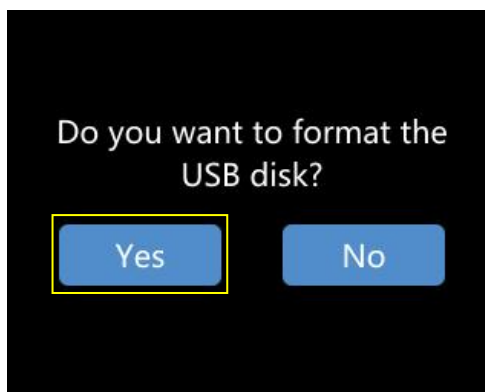 Do you want to format the
USB disk?
Yes No